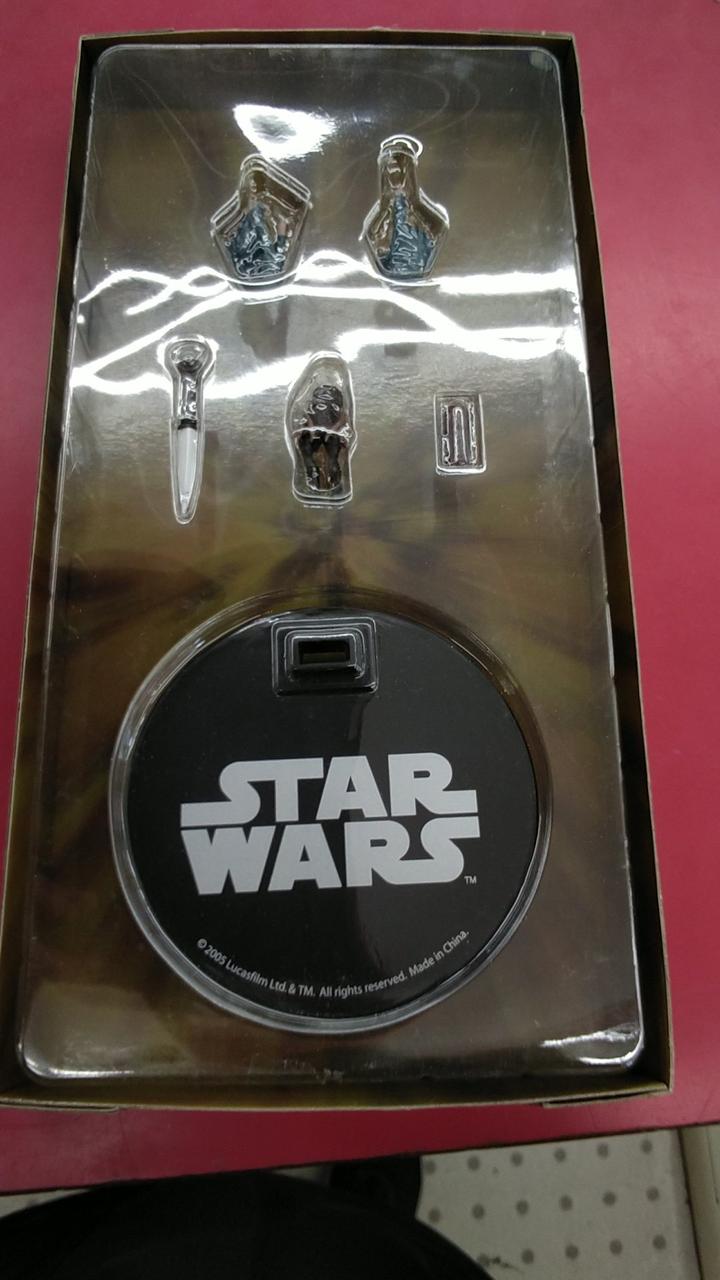 STAR
WARS
TM
© 2005 Lucasfilm Ltd. & TM. All rights reserved. Made in China.